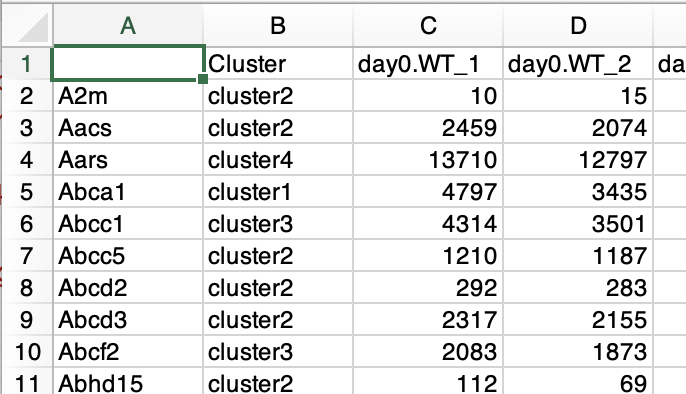 A B C D
1 Cluster day0.WT_1 day0.WT_2 da
2 A2m cluster2 10 15
3 Aacs cluster2 2459 2074
4 Aars cluster4 13710 12797
5 Abca1 cluster1 4797 3435
6 Abcc1 cluster3 4314 3501
7 Abcc5 cluster2 1210 1187
8 Abcd2 cluster2 292 283
9 Abcd3 cluster2 2317 2155
10 Abcf2 cluster3 2083 1873
11 Abhd15 cluster2 112 69